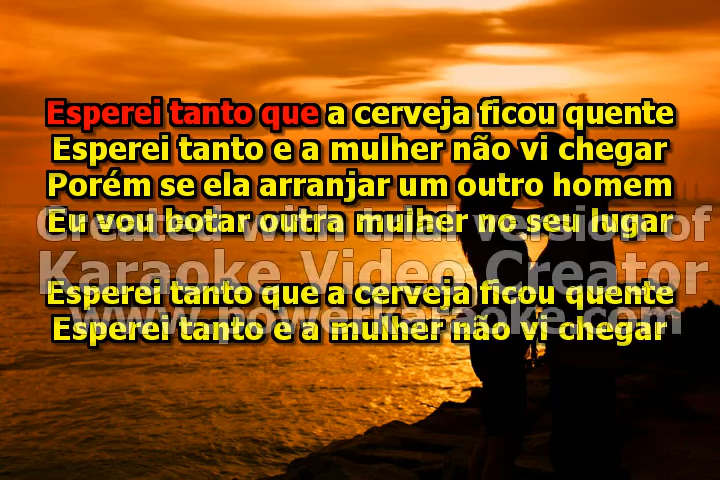 Esperei tanto que a cerveja ficou quente
Esperei tanto e a mulher não vi chegar
Porém se ela arranjar um outro homem
Eu vou botar outra mulher no seu lugar
Created with trial version of
Karaoke Video Creator
Esperei tanto que a cerveja ficou quente
www.powerkaraoke.com
Esperei tanto e a mulher não vi chegar